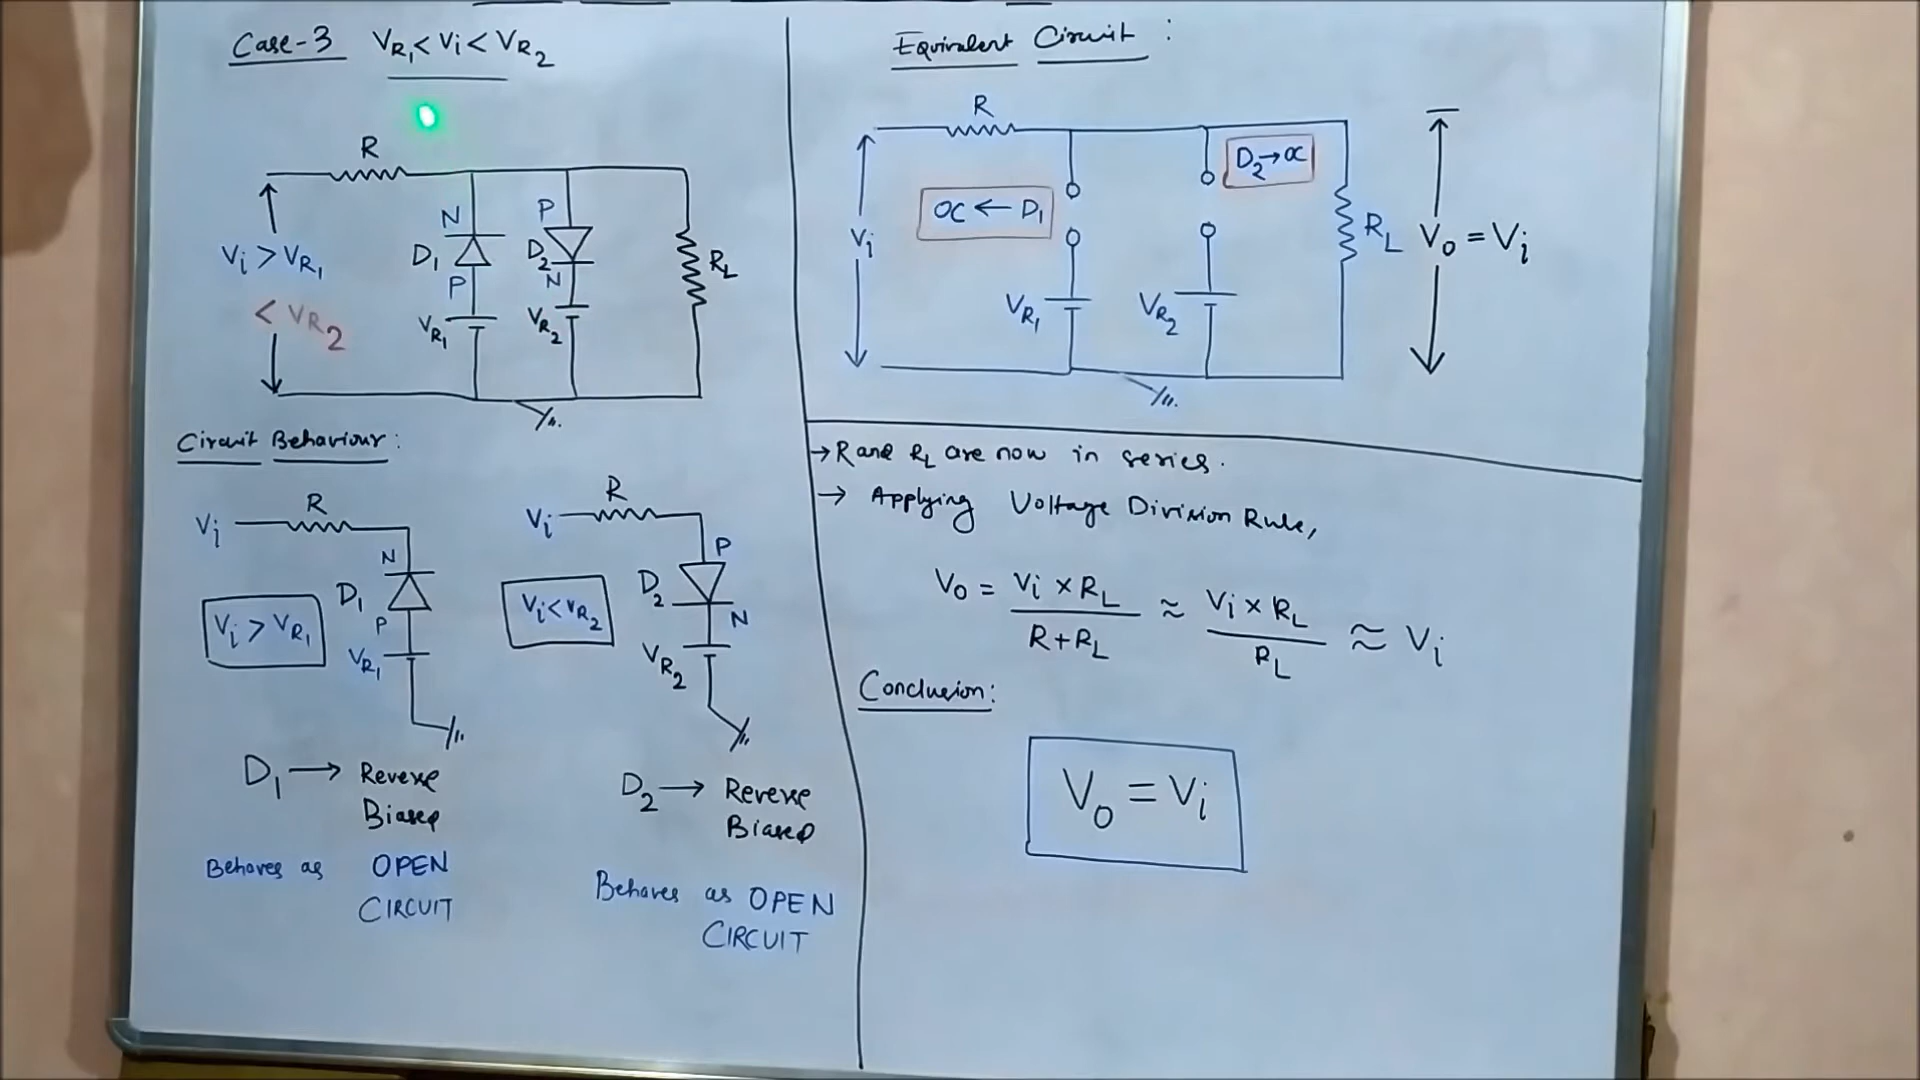 Case-3 VR1 < Vi < VR2
R
N
P
D1
D2
P
N
Vi > VR1
RL
< VR2
VR1
VR2
Circuit Behaviour:
R
Vi
N
D1
Vi > VR1
P
VR1
R
Vi
P
D2
Vi < VR2
N
VR2
D1 → Reverse
Biased
Behaves as OPEN
CIRCUIT
D2 → Reverse
Biased
Behaves as OPEN
CIRCUIT
Equivalent Circuit :
R
D2 → OC
OC ← D1
Vi
RL
Vo = Vi
VR1
VR2
→ R and RL are now in series.
→ Applying Voltage Division Rule,
Vo = Vi × RL / R + RL ≈ Vi × RL / RL ≈ Vi
Conclusion:
Vo = Vi